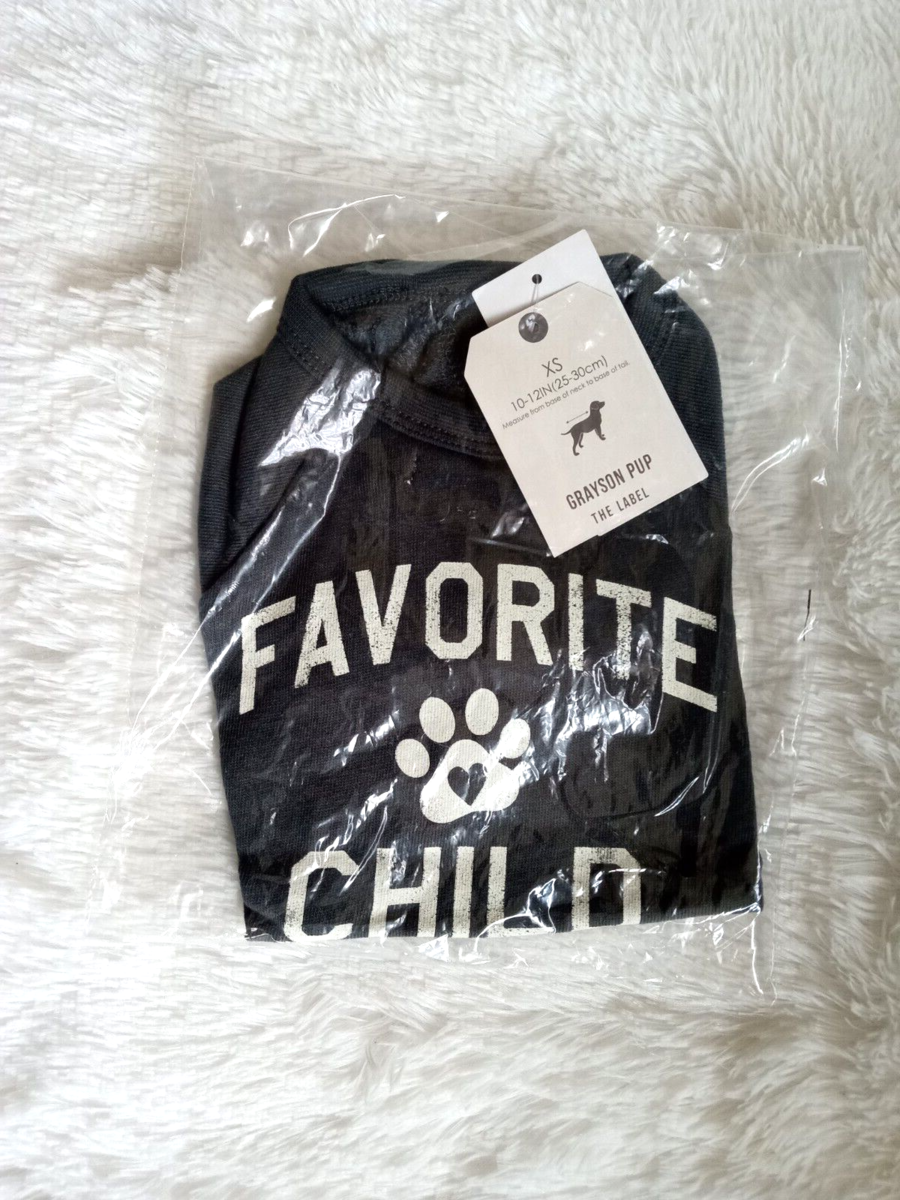 XS
10-12IN(25-30cm)
Measure from base of neck to base of tail.
GRAYSON PUP
THE LABEL
FAVORITE
CHILD